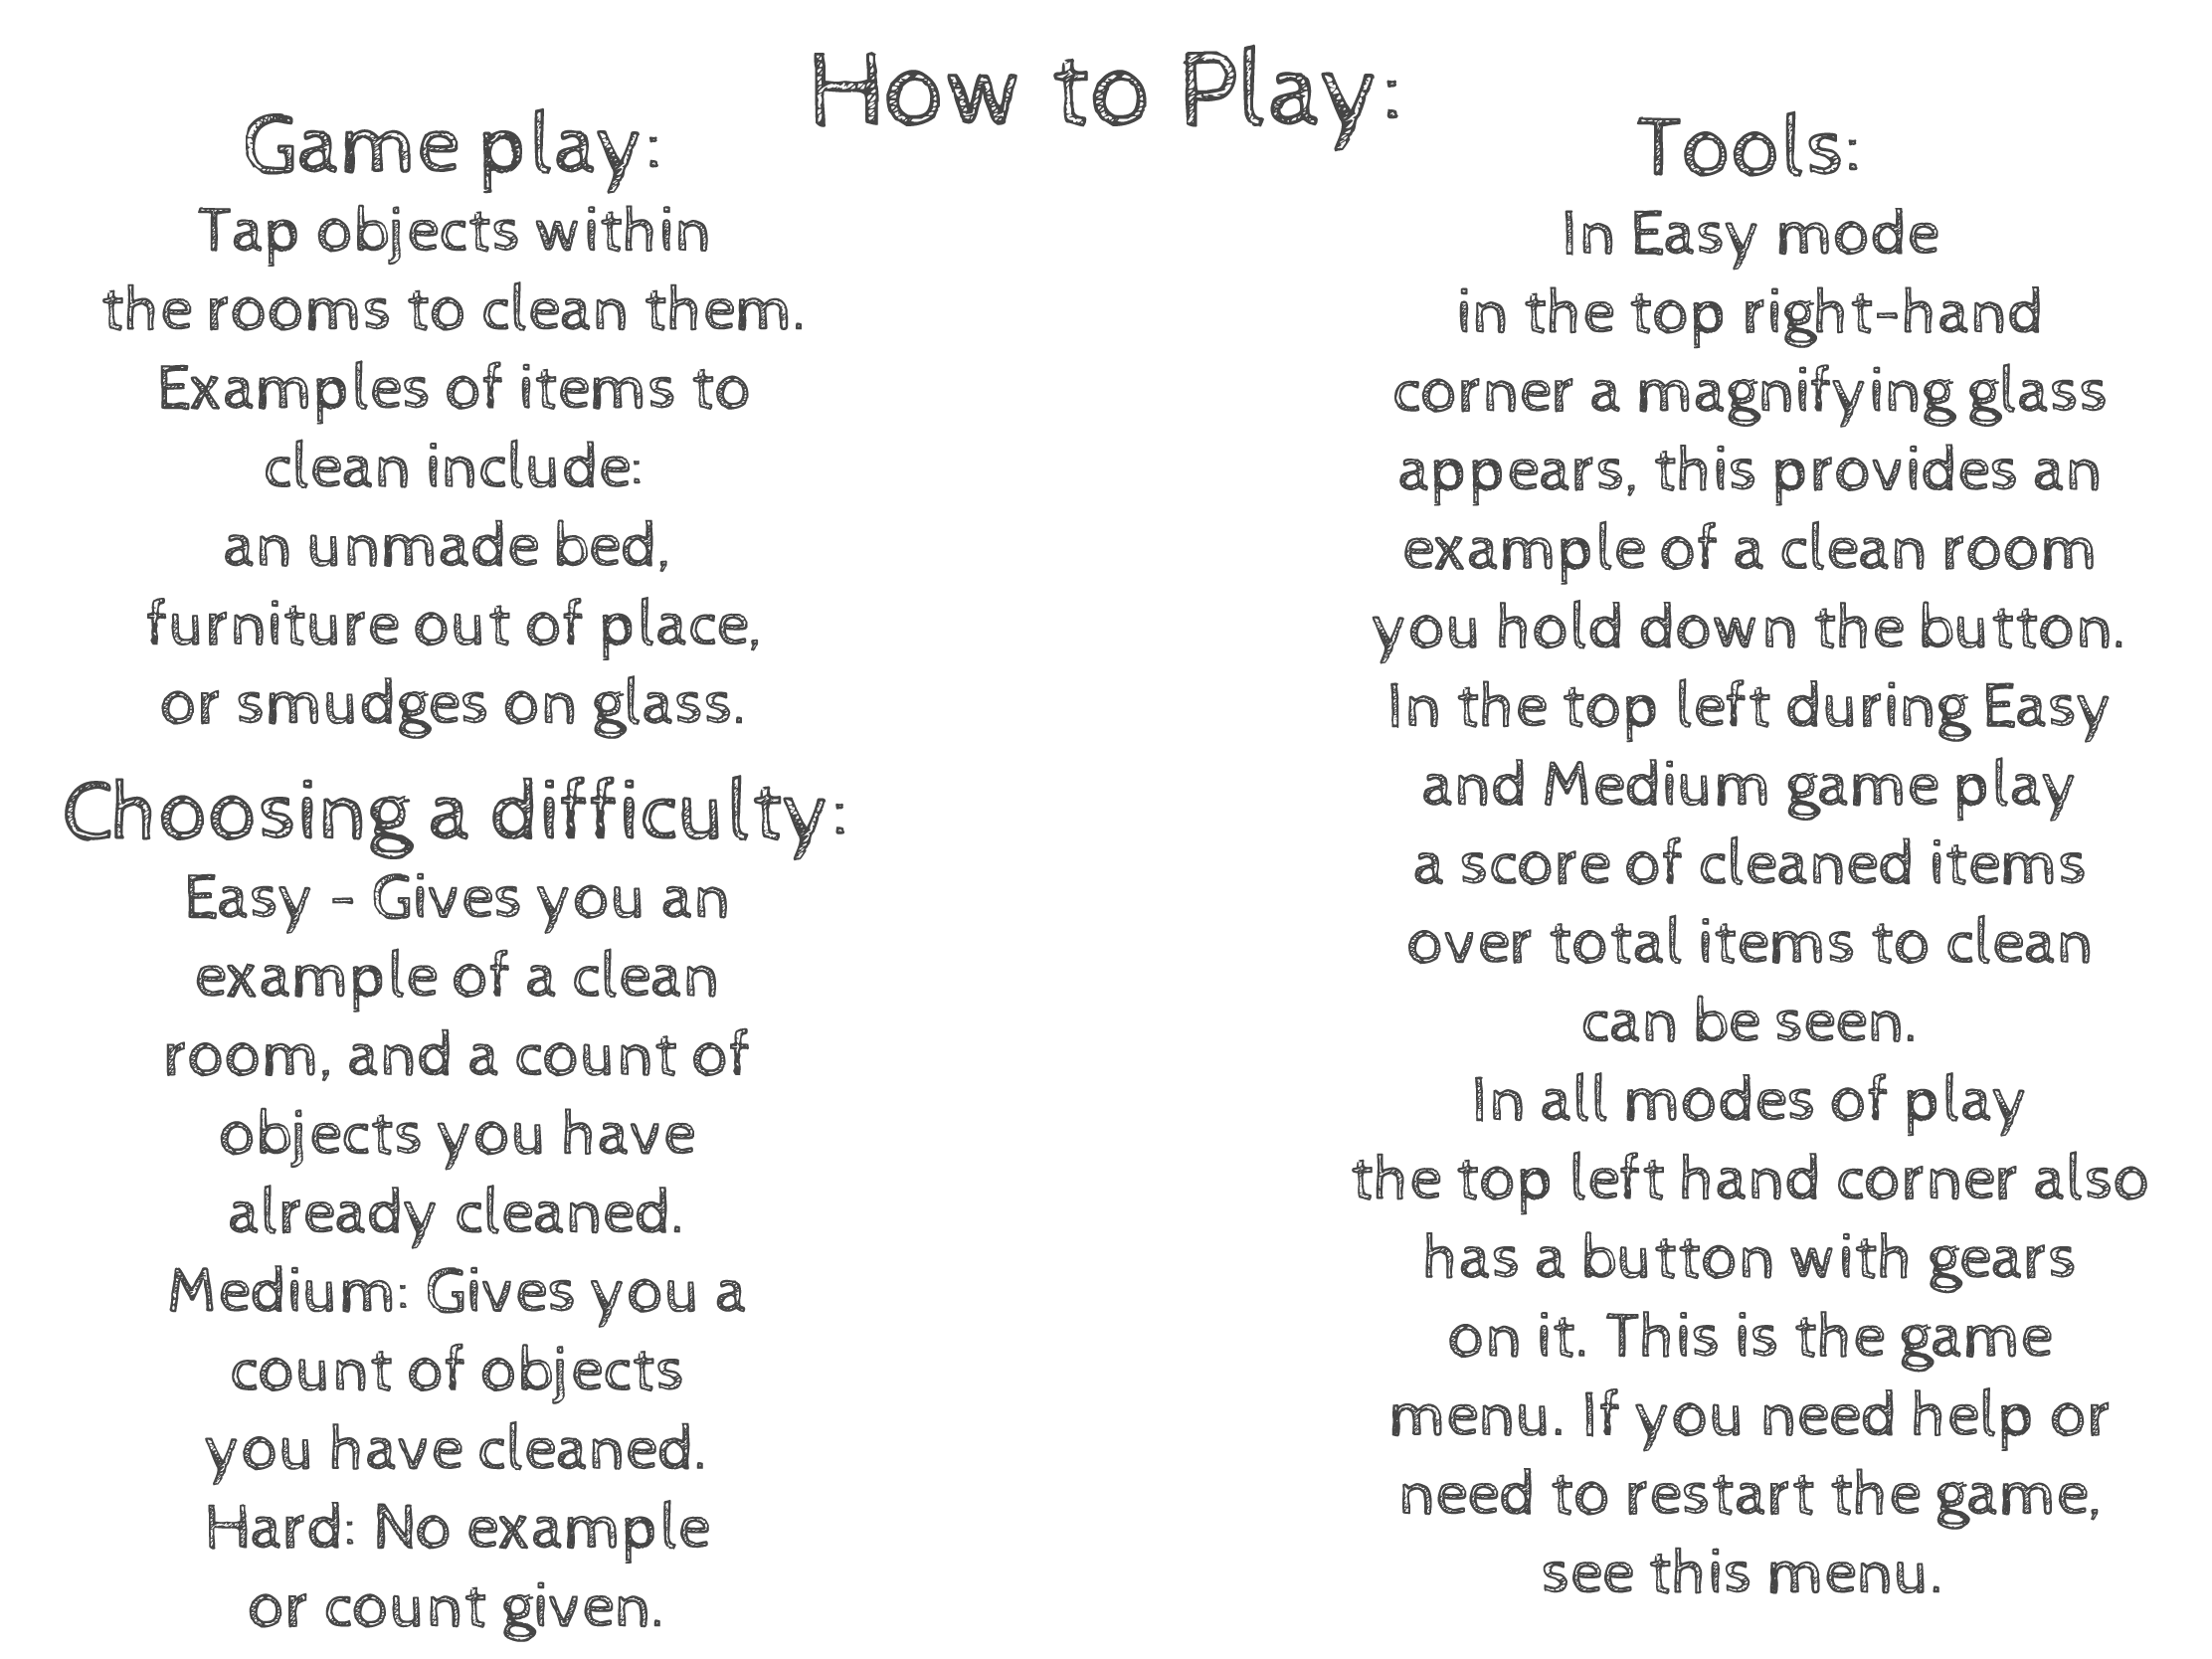 How to Play:
Game play:
Tap objects within
the rooms to clean them.
Examples of items to
clean include:
an unmade bed,
furniture out of place,
or smudges on glass.
Choosing a difficulty:
Easy - Gives you an
example of a clean
room, and a count of
objects you have
already cleaned.
Medium: Gives you a
count of objects
you have cleaned.
Hard: No example
or count given.
Tools:
In Easy mode
in the top right-hand
corner a magnifying glass
appears, this provides an
example of a clean room
you hold down the button.
In the top left during Easy
and Medium game play
a score of cleaned items
over total items to clean
can be seen.
In all modes of play
the top left hand corner also
has a button with gears
on it. This is the game
menu. If you need help or
need to restart the game,
see this menu.